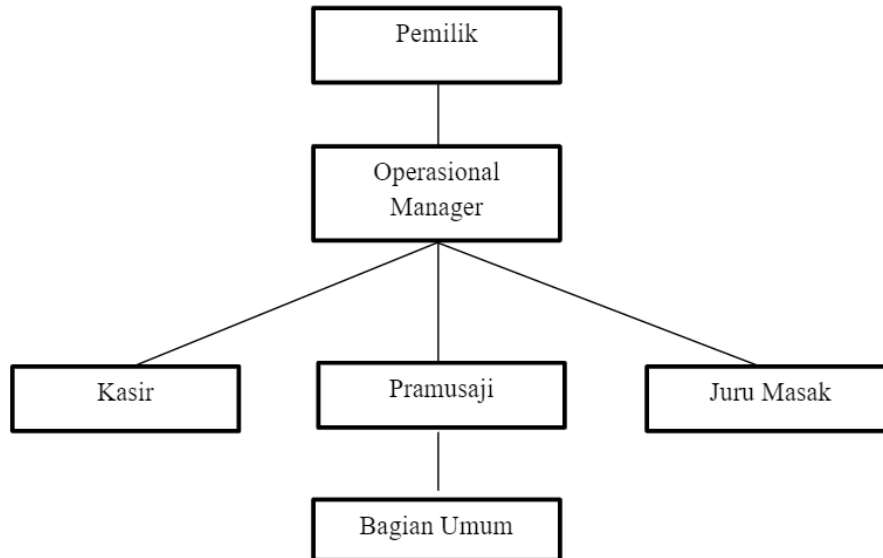 Pemilik
Operasional
Manager
Kasir
Pramusaji
Juru Masak
Bagian Umum